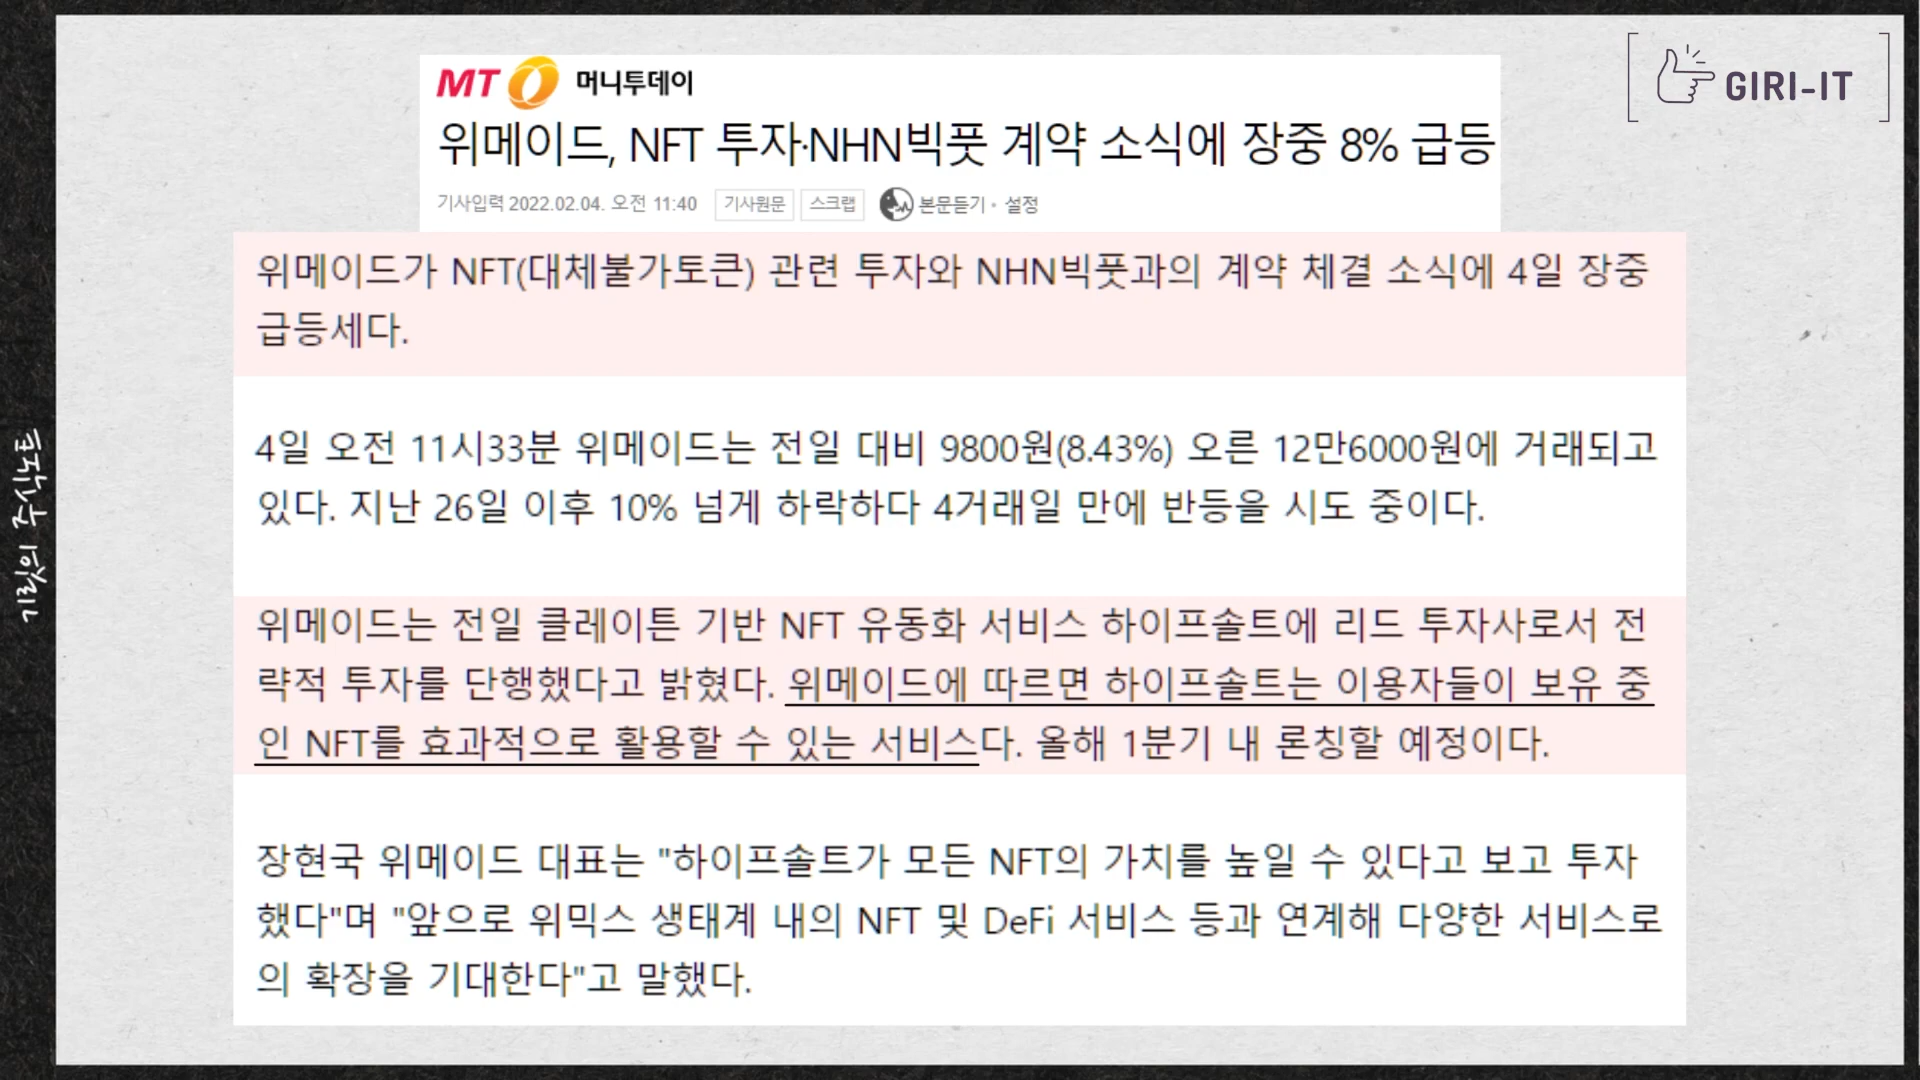 MT 머니투데이
GIRI-IT
위메이드, NFT 투자·NHN빅풋 계약 소식에 장중 8% 급등
기사입력 2022.02.04. 오전 11:40 기사원문 스크랩 본문듣기 · 설정
위메이드가 NFT(대체불가토큰) 관련 투자와 NHN빅풋과의 계약 체결 소식에 4일 장중
급등세다.
4일 오전 11시33분 위메이드는 전일 대비 9800원(8.43%) 오른 12만6000원에 거래되고
있다. 지난 26일 이후 10% 넘게 하락하다 4거래일 만에 반등을 시도 중이다.
위메이드는 전일 클레이튼 기반 NFT 유동화 서비스 하이프솔트에 리드 투자사로서 전
략적 투자를 단행했다고 밝혔다. 위메이드에 따르면 하이프솔트는 이용자들이 보유 중
인 NFT를 효과적으로 활용할 수 있는 서비스다. 올해 1분기 내 론칭할 예정이다.
장현국 위메이드 대표는 "하이프솔트가 모든 NFT의 가치를 높일 수 있다고 보고 투자
했다"며 "앞으로 위믹스 생태계 내의 NFT 및 DeFi 서비스 등과 연계해 다양한 서비스로
의 확장을 기대한다"고 말했다.
기릿의 주식노트